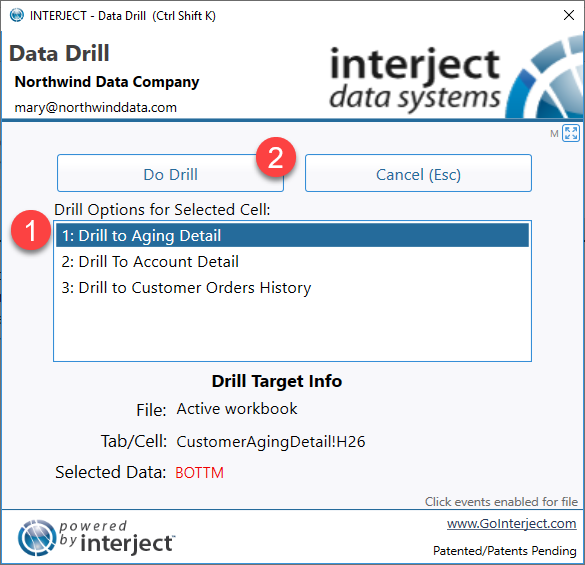 INTERJECT - Data Drill (Ctrl Shift K)
Data Drill
Northwind Data Company
mary@northwinddata.com
interject
data systems
M
2
Do Drill
Cancel (Esc)
Drill Options for Selected Cell:
1
1: Drill to Aging Detail
2: Drill To Account Detail
3: Drill to Customer Orders History
Drill Target Info
File: Active workbook
Tab/Cell: CustomerAgingDetail!H26
Selected Data: BOTTM
Click events enabled for file
powered
by interject™
www.GoInterject.com
Patented/Patents Pending